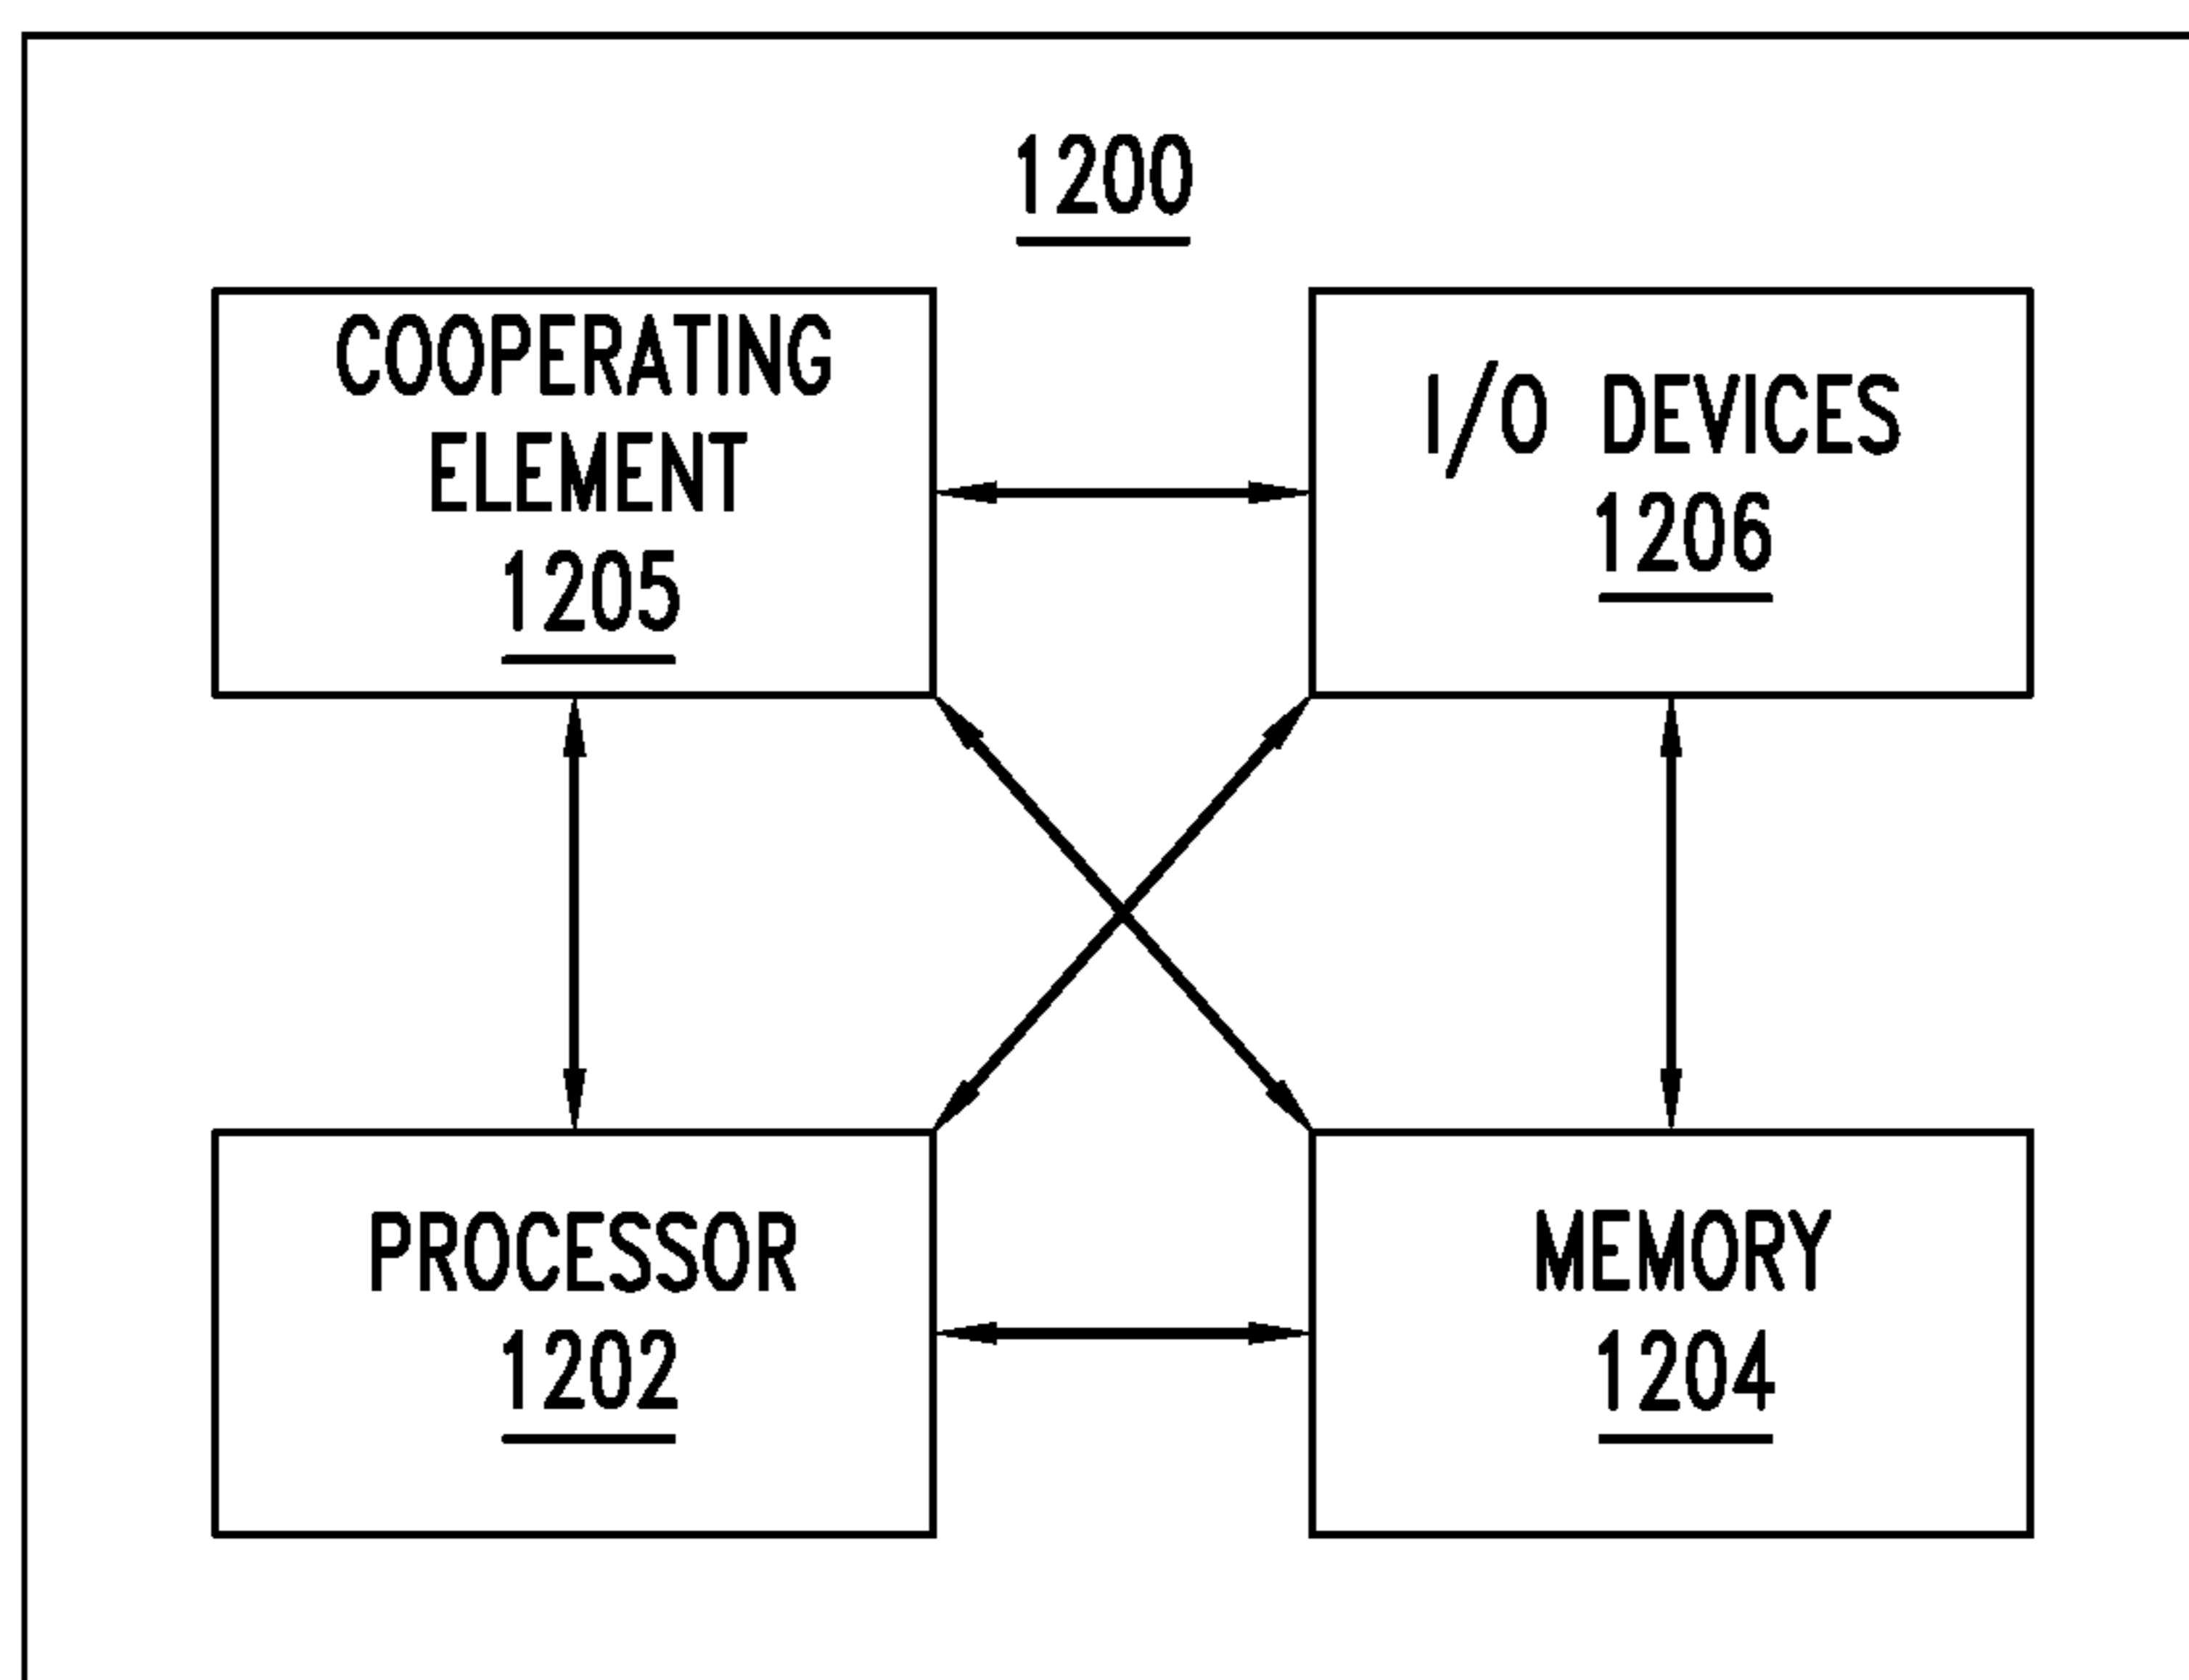 1200
COOPERATING
ELEMENT
1205
I/O DEVICES
1206
PROCESSOR
1202
MEMORY
1204